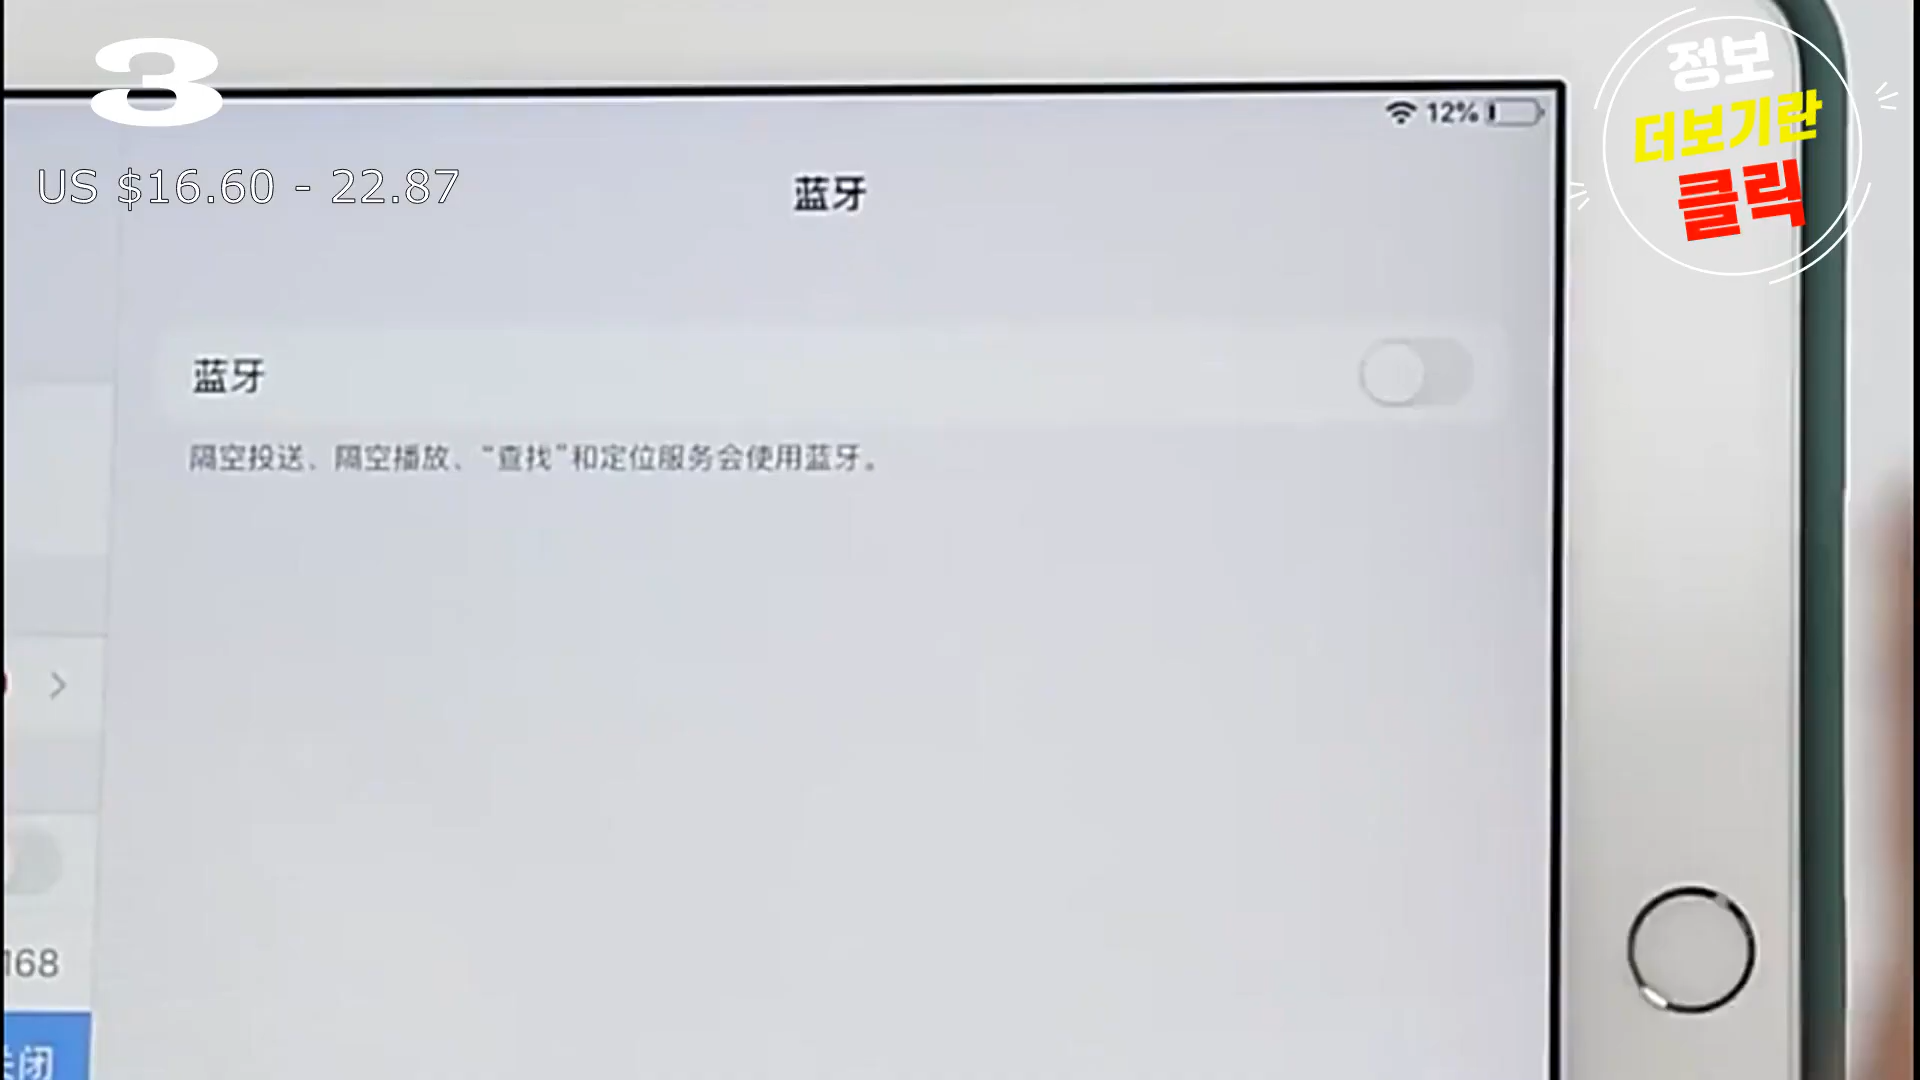 3
US $16.60 - 22.87
정보
더보기란
클릭
12%
蓝牙
蓝牙
隔空投送、隔空播放、“查找”和定位服务会使用蓝牙。
168
关闭